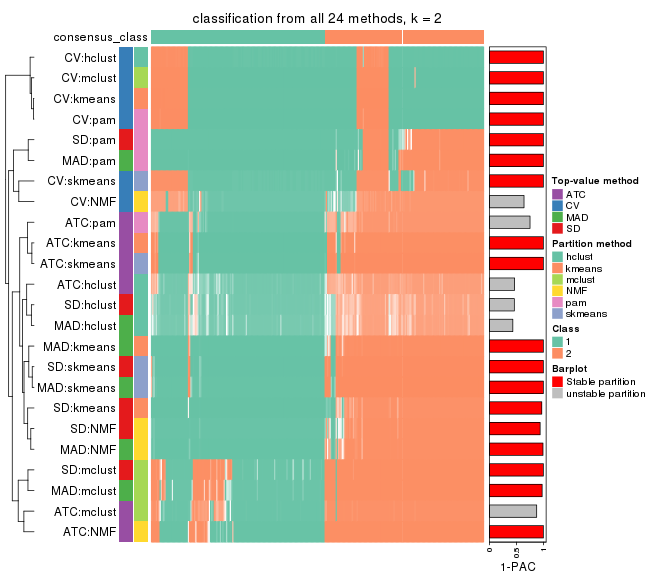 classification from all 24 methods, k = 2
consensus_class
CV:hclust
CV:mclust
CV:kmeans
CV:pam
SD:pam
MAD:pam
CV:skmeans
CV:NMF
ATC:pam
ATC:kmeans
ATC:skmeans
ATC:hclust
SD:hclust
MAD:hclust
MAD:kmeans
SD:skmeans
MAD:skmeans
SD:kmeans
SD:NMF
MAD:NMF
SD:mclust
MAD:mclust
ATC:mclust
ATC:NMF
0 0.5 1
1-PAC
Top-value method
ATC
CV
MAD
SD
Partition method
hclust
kmeans
mclust
NMF
pam
skmeans
Class
1
2
Barplot
Stable partition
unstable partition